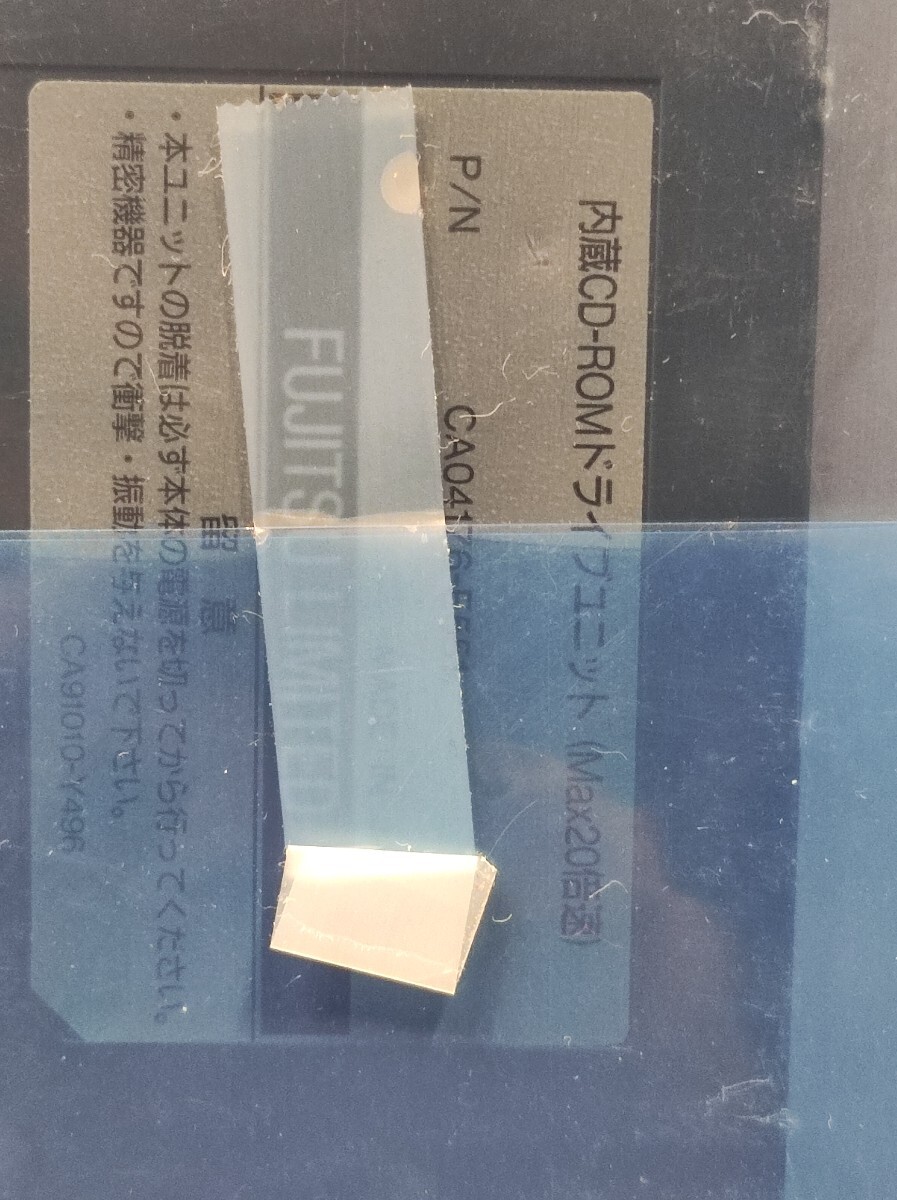 内蔵CD-ROMドライブユニット (Max20倍速)
P/N CA04176-
FUJITSU LIMITED
留 意
・本ユニットの脱着は必ず本体の電源を切ってから行ってください。
・精密機器ですので衝撃・振動を与えないで下さい。
CA91010-Y496